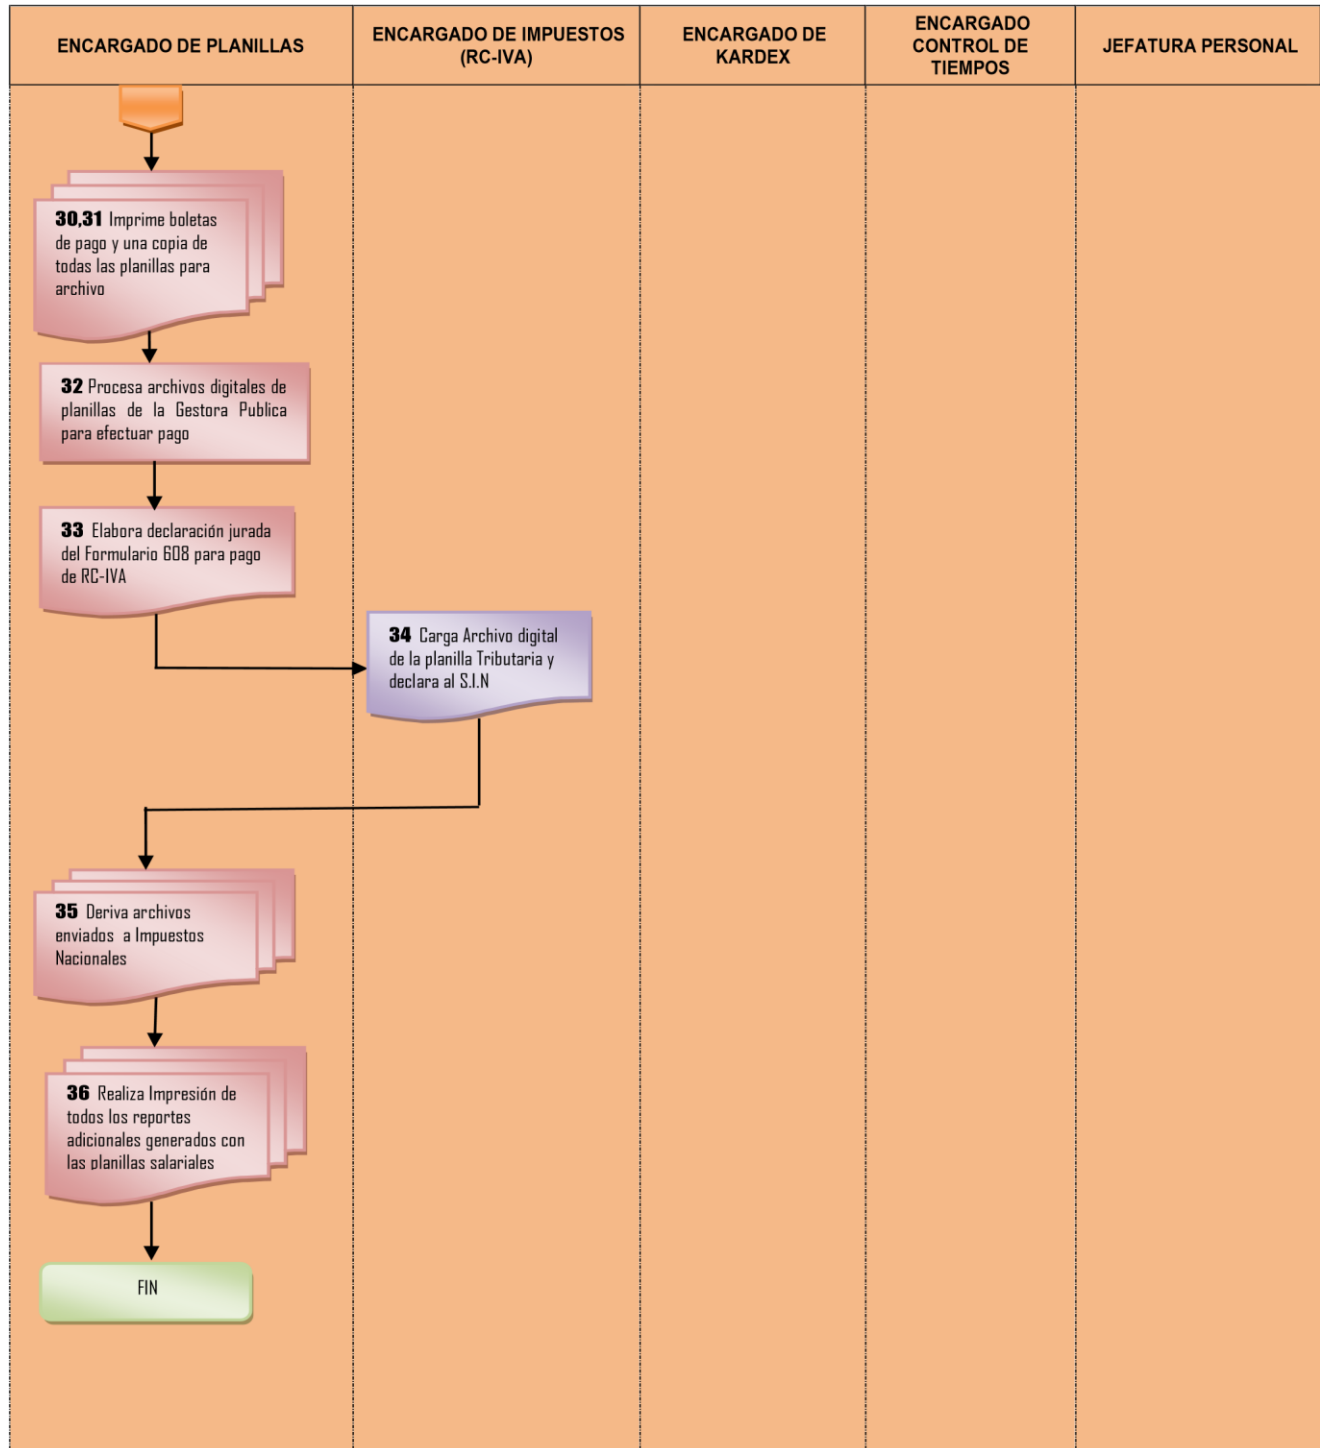 ENCARGADO DE PLANILLAS
ENCARGADO DE IMPUESTOS
(RC-IVA)
ENCARGADO DE
KARDEX
ENCARGADO
CONTROL DE
TIEMPOS
JEFATURA PERSONAL
30,31 Imprime boletas
de pago y una copia de
todas las planillas para
archivo
32 Procesa archivos digitales de
planillas de la Gestora Publica
para efectuar pago
33 Elabora declaración jurada
del Formulario 608 para pago
de RC-IVA
34 Carga Archivo digital
de la planilla Tributaria y
declara al S.I.N
35 Deriva archivos
enviados a Impuestos
Nacionales
36 Realiza Impresión de
todos los reportes
adicionales generados con
las planillas salariales
FIN